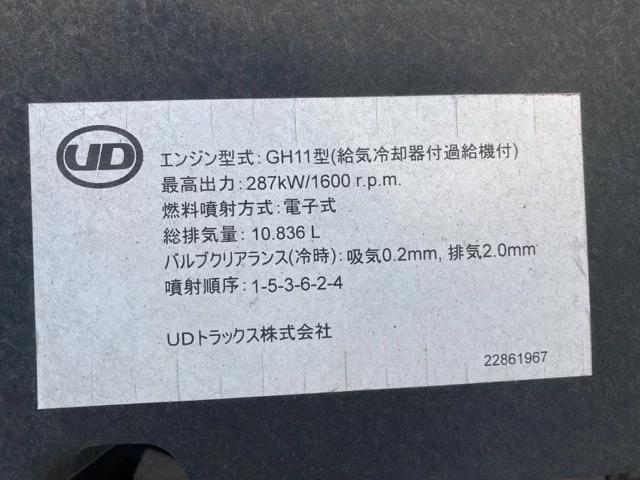 UD
エンジン型式: GH11型(給気冷却器付過給機付)
最高出力: 287kW/1600 r.p.m.
燃料噴射方式: 電子式
総排気量: 10.836 L
バルブクリアランス(冷時): 吸気0.2mm, 排気2.0mm
噴射順序: 1-5-3-6-2-4
UDトラックス株式会社
22861967